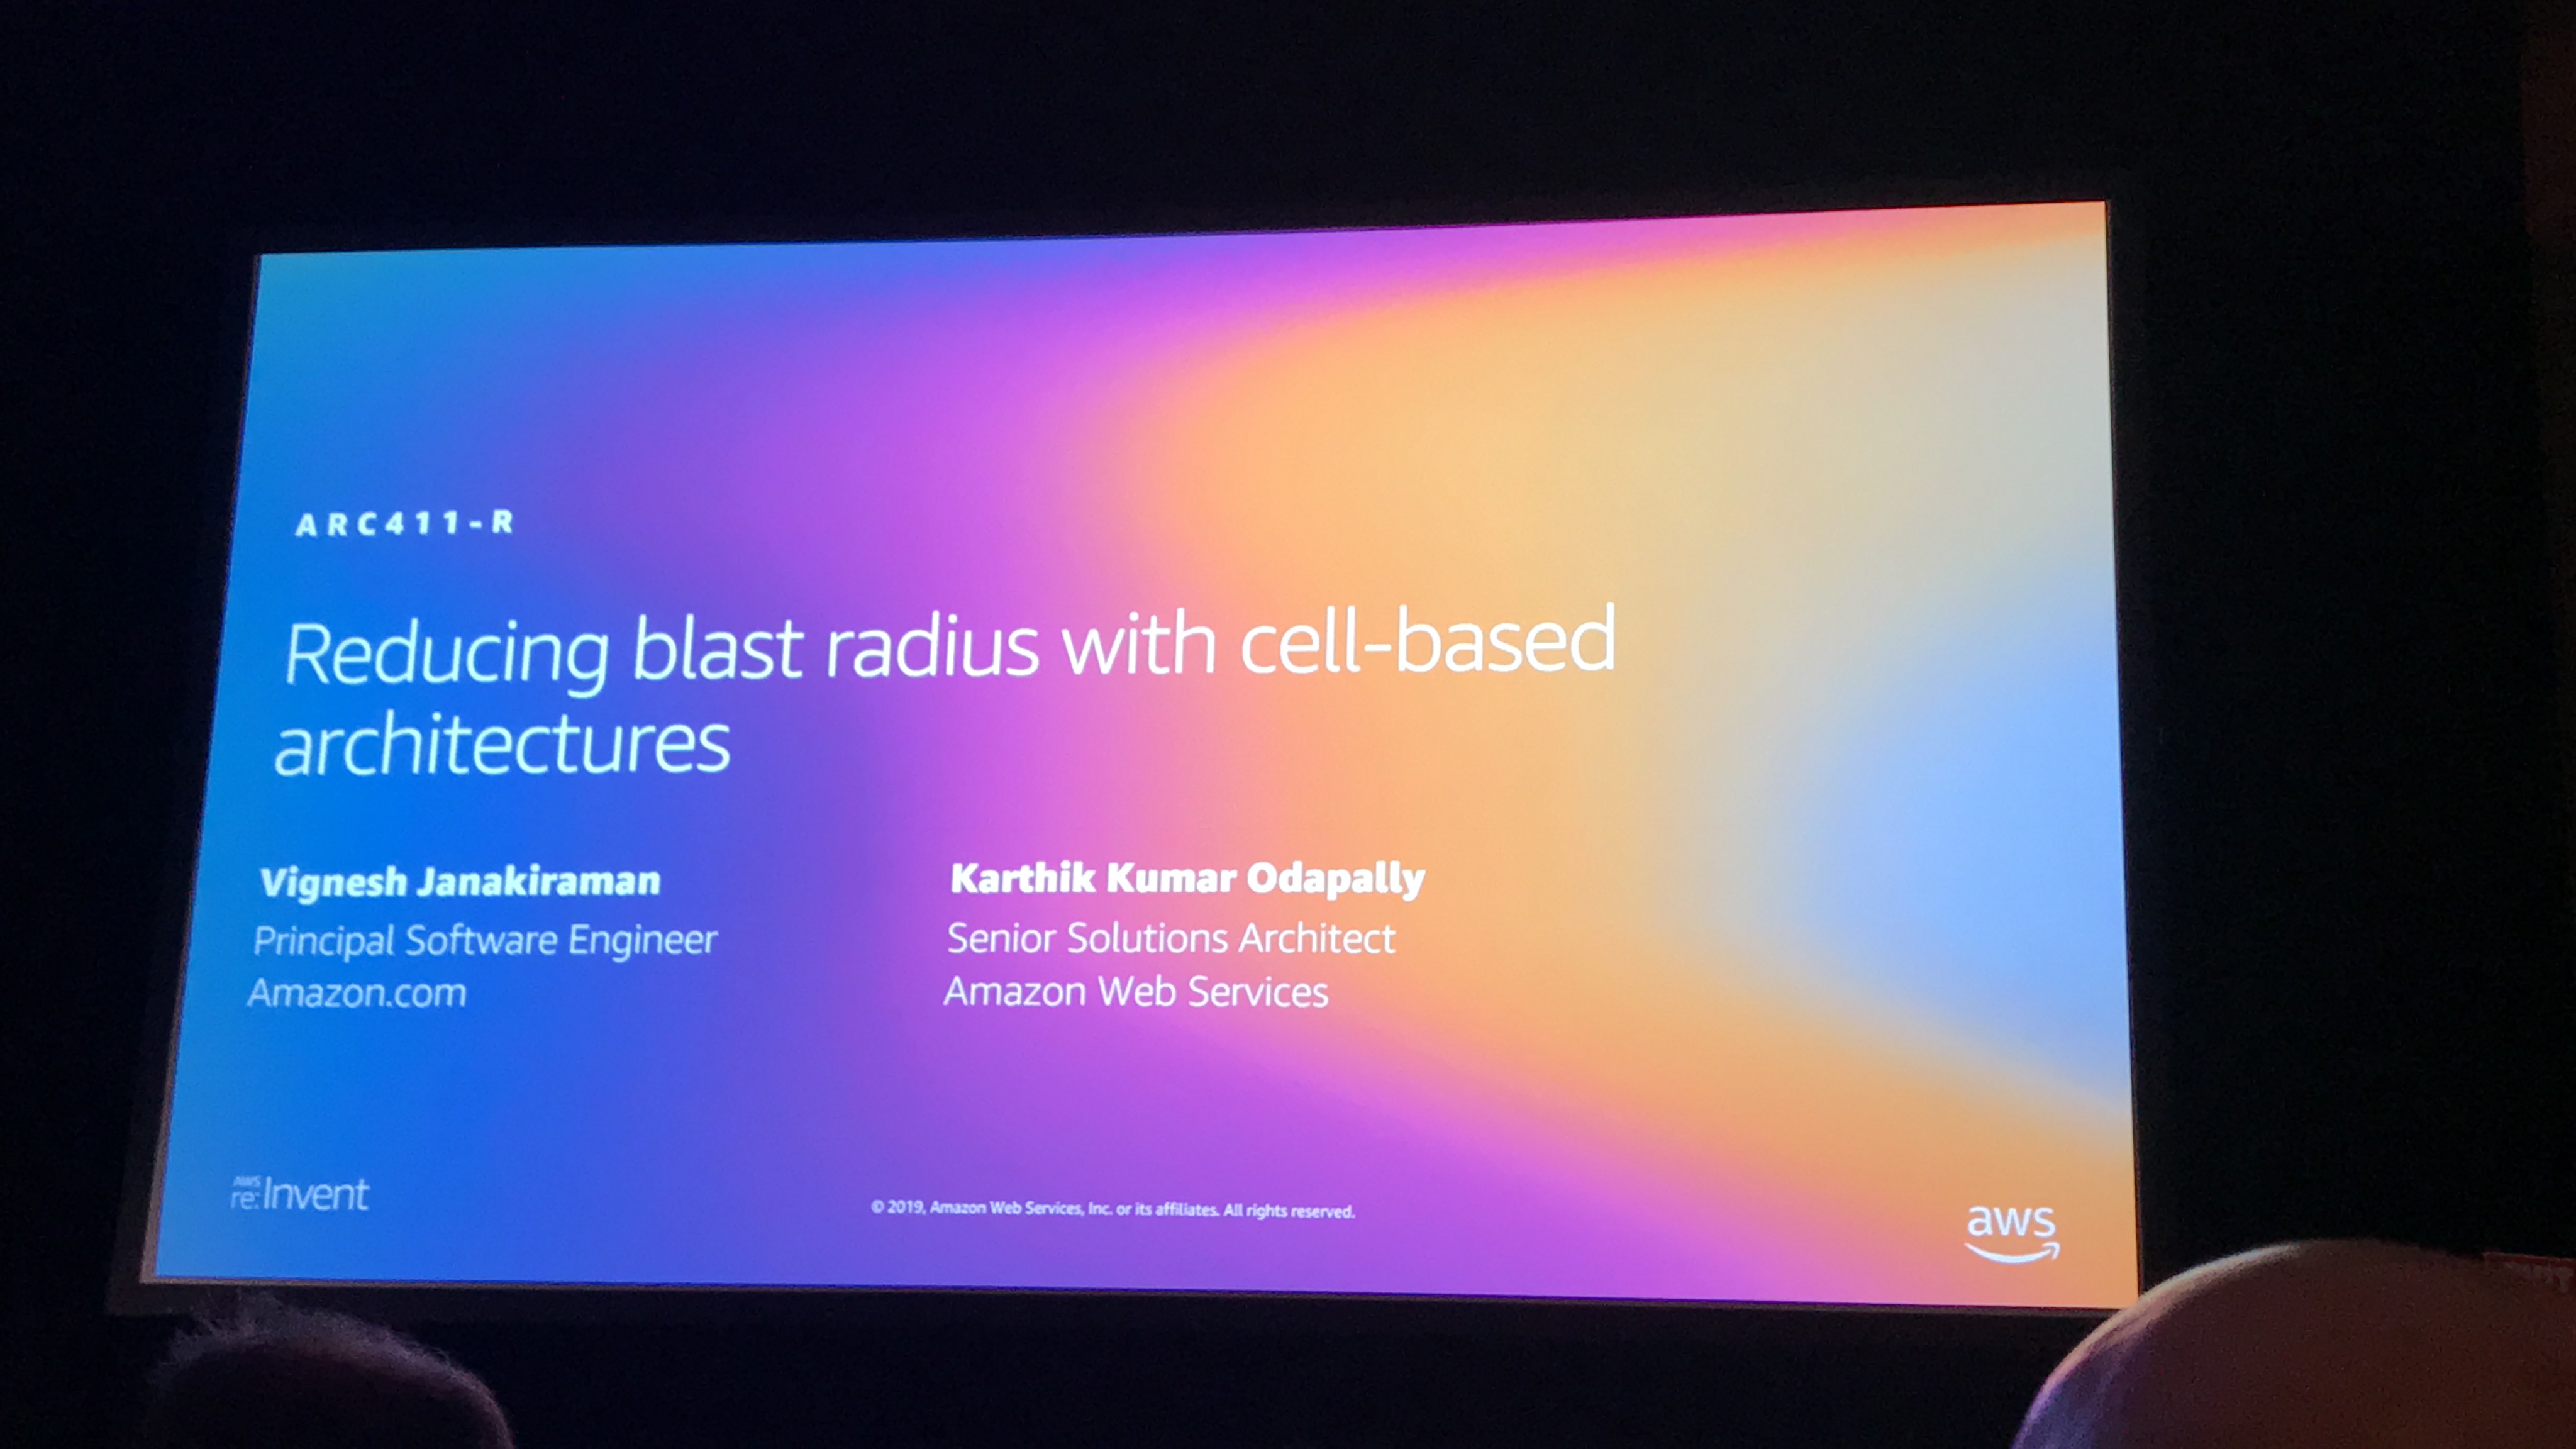 ARC411-R
Reducing blast radius with cell-based
architectures
Vignesh Janakiraman
Principal Software Engineer
Amazon.com
Karthik Kumar Odapally
Senior Solutions Architect
Amazon Web Services
aws
re:Invent
© 2019, Amazon Web Services, Inc. or its affiliates. All rights reserved.
aws